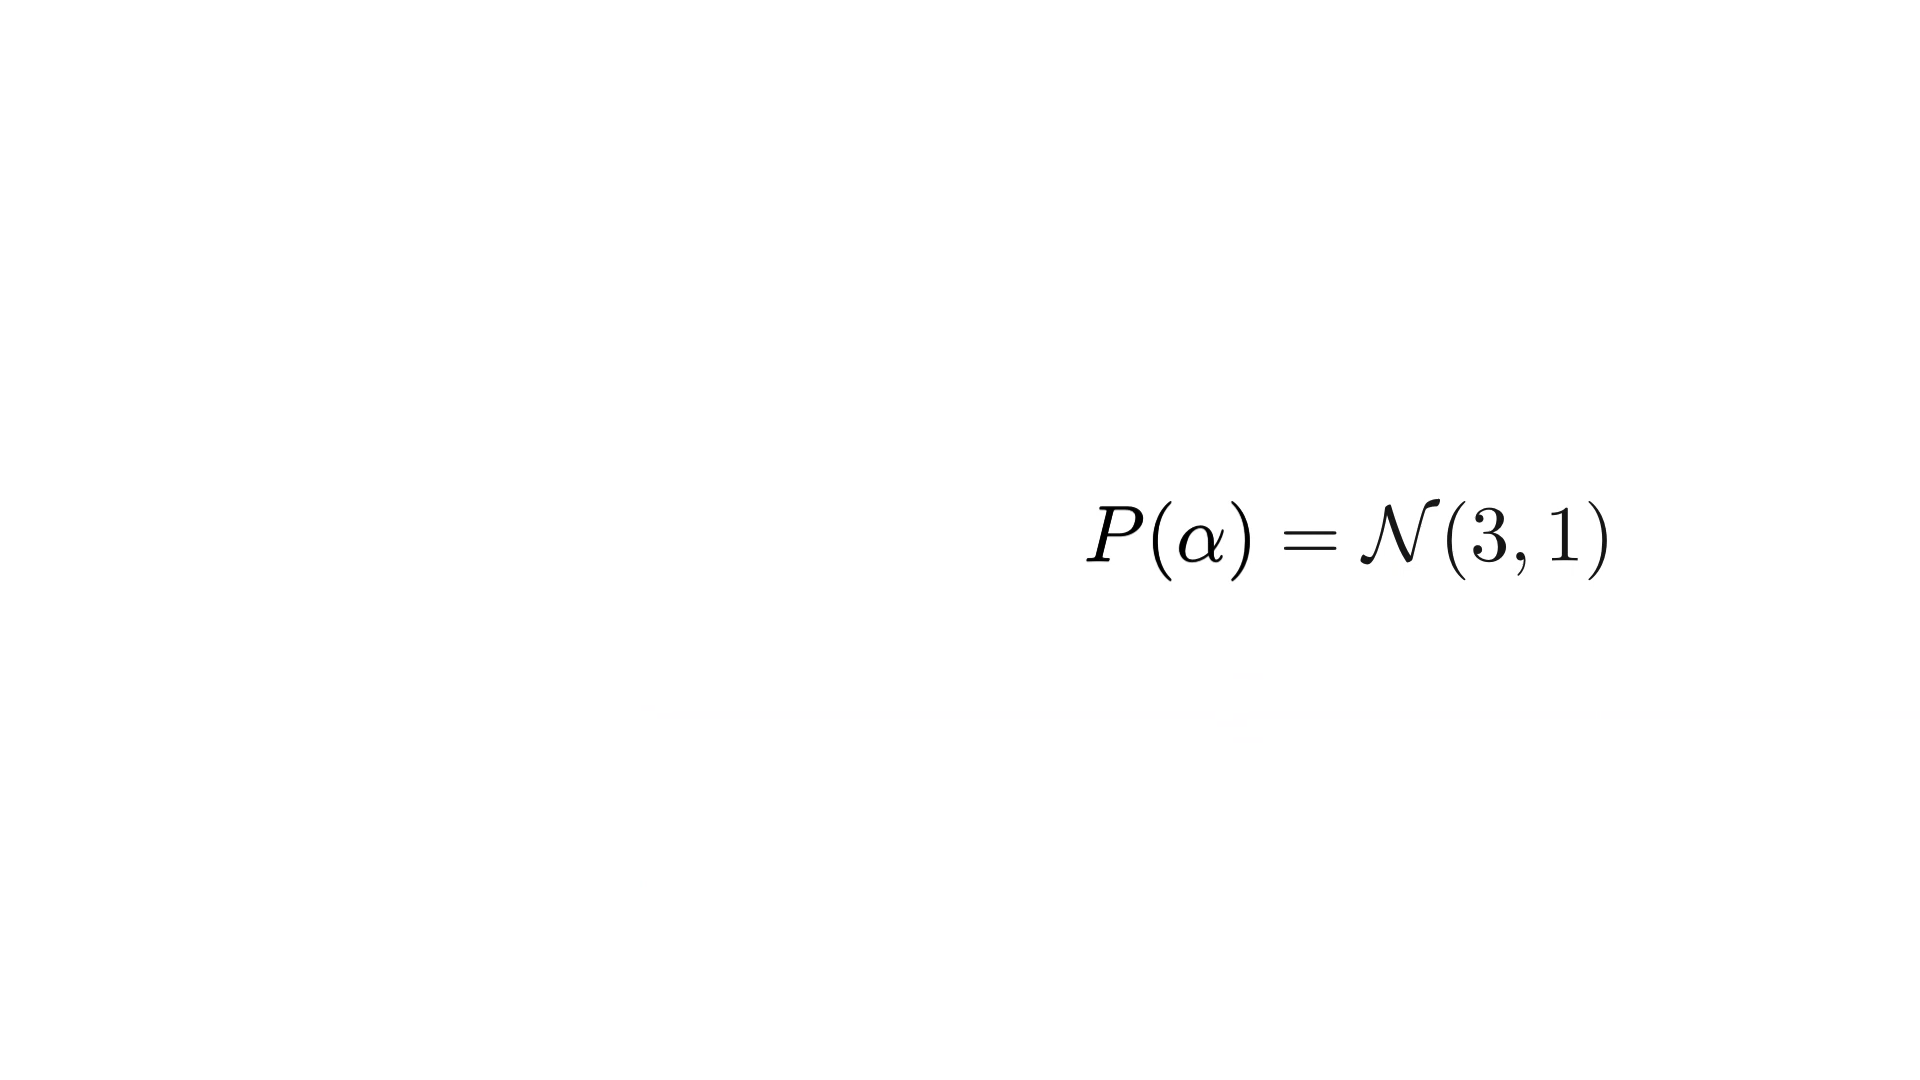 P(α) = 𝒩(3, 1)